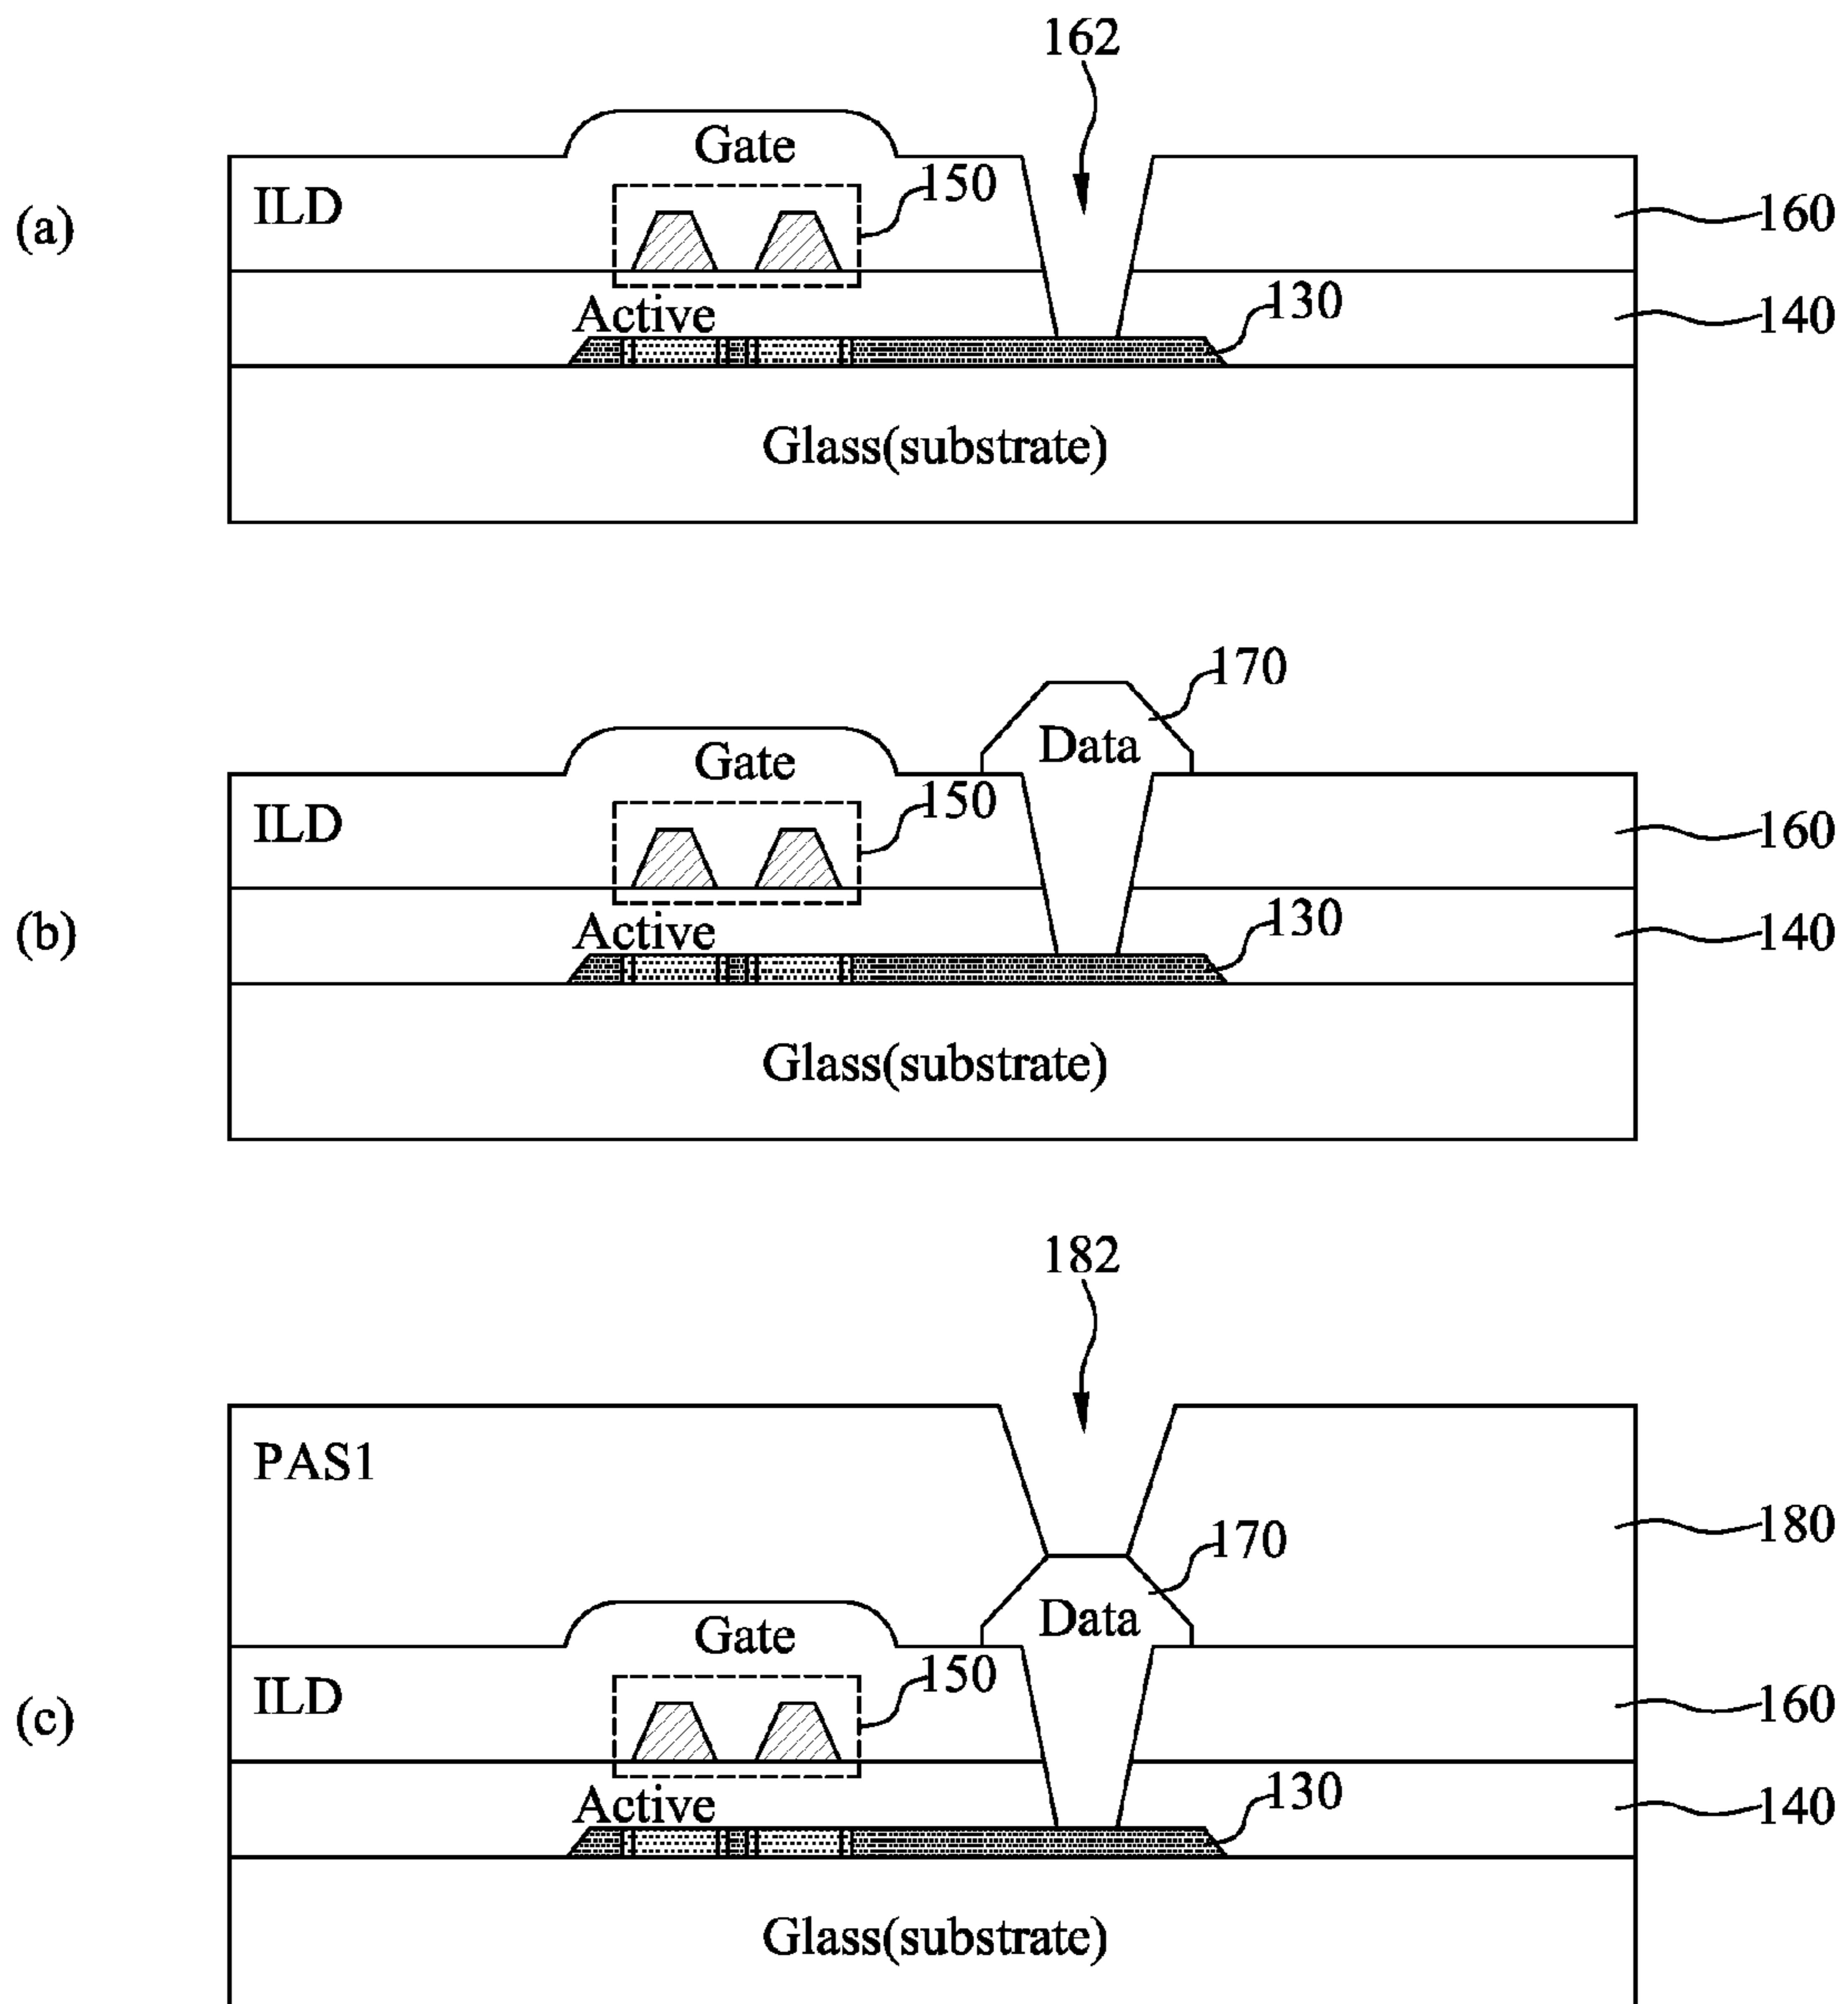 162
Gate
ILD
150
(a)
160
Active
130
140
Glass(substrate)
170
Data
Gate
ILD
150
160
(b)
Active
130
140
Glass(substrate)
182
PAS1
180
170
Data
Gate
ILD
150
160
(c)
Active
130
140
Glass(substrate)